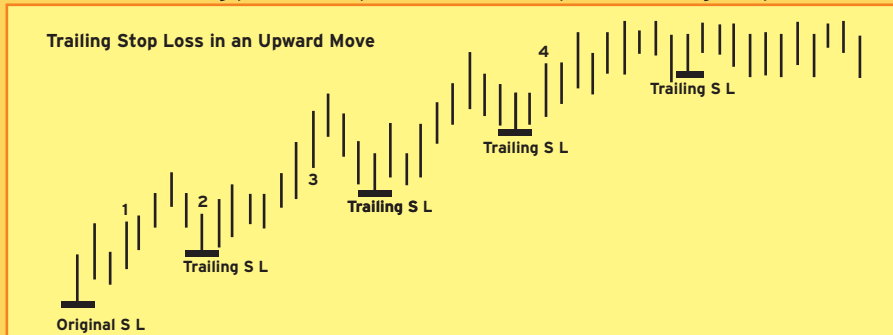 Trailing Stop Loss in an Upward Move
4
Trailing S L
Trailing S L
3
Trailing S L
1
2
Trailing S L
Original S L